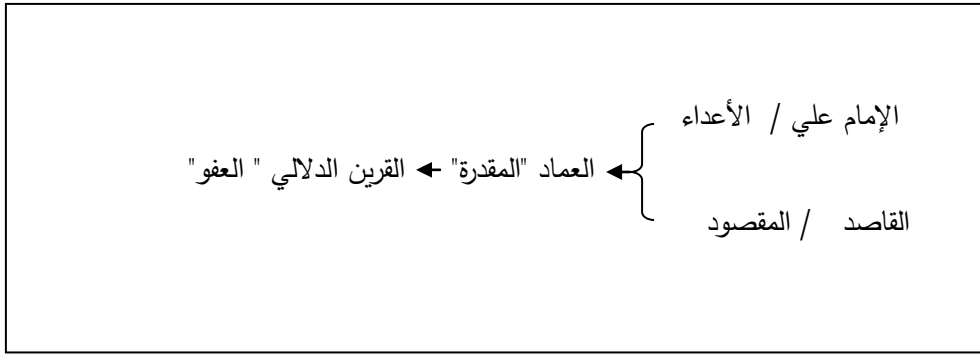 الإمام علي / الأعداء
العماد "المقدرة" ← القرين الدلالي " العفو"
القاصد / المقصود